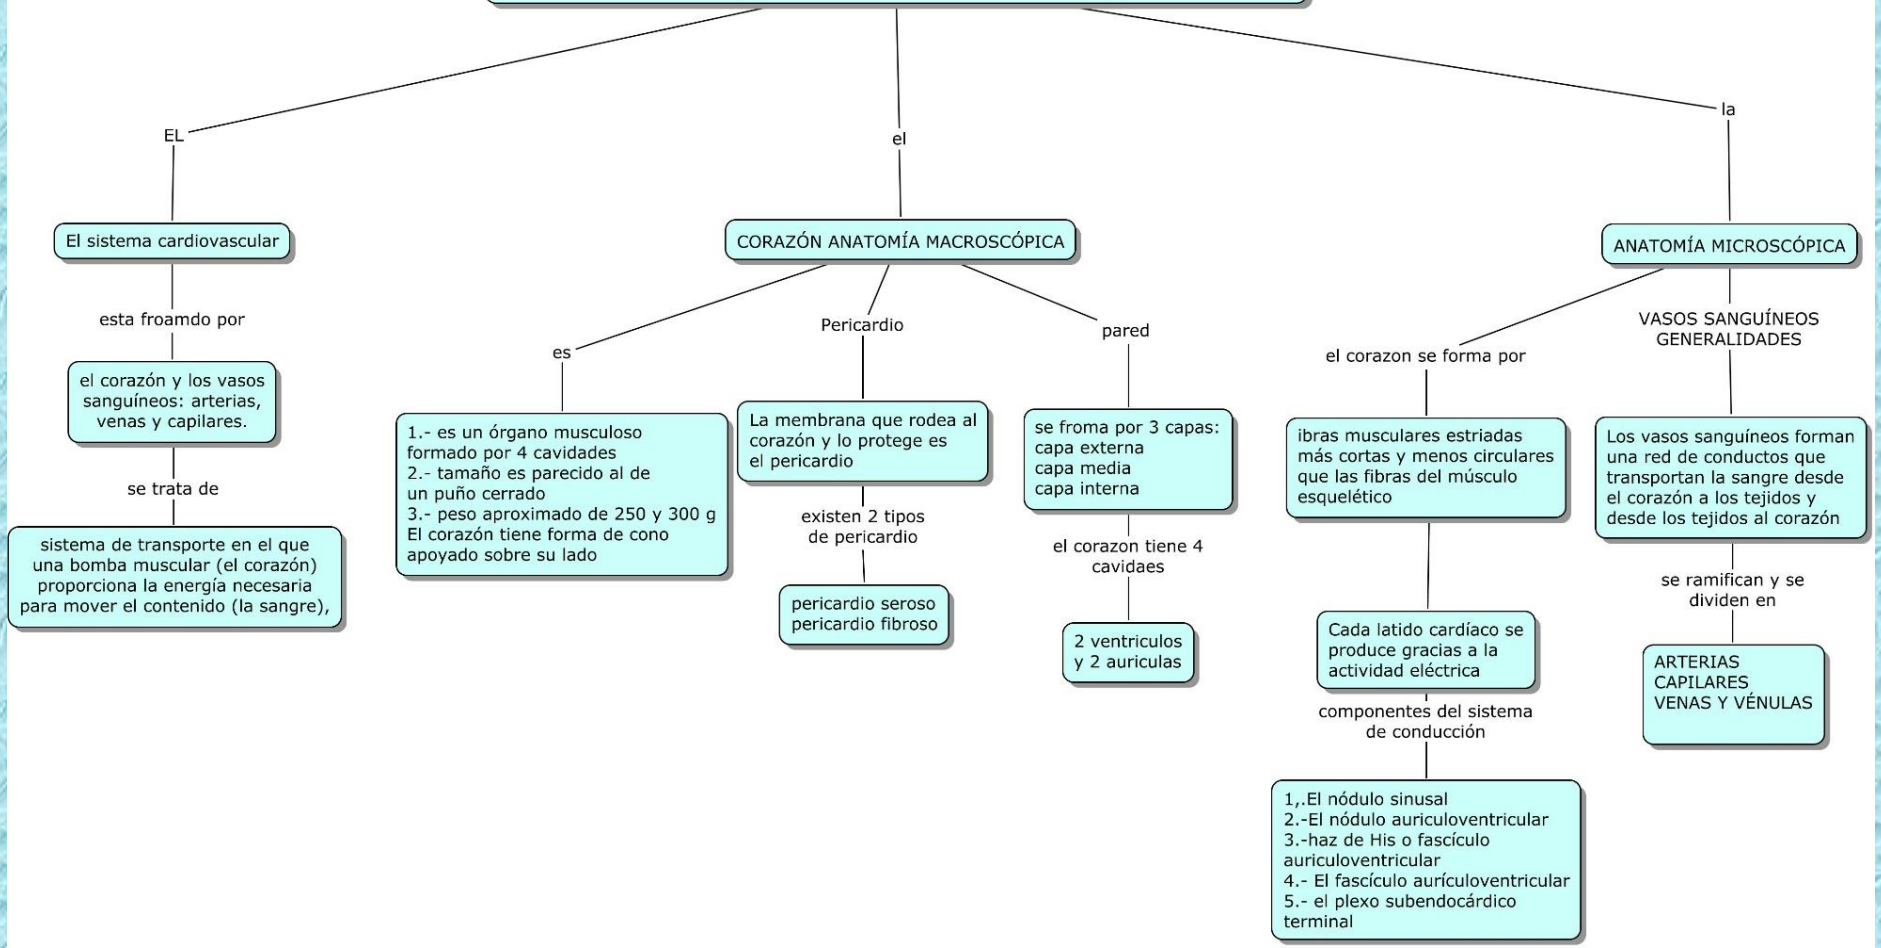 EL
el
la
El sistema cardiovascular
CORAZÓN ANATOMÍA MACROSCÓPICA
ANATOMÍA MICROSCÓPICA
esta froamdo por
el corazón y los vasos
sanguíneos: arterias,
venas y capilares.
se trata de
sistema de transporte en el que
una bomba muscular (el corazón)
proporciona la energía necesaria
para mover el contenido (la sangre),
es
1.- es un órgano musculoso
formado por 4 cavidades
2.- tamaño es parecido al de
un puño cerrado
3.- peso aproximado de 250 y 300 g
El corazón tiene forma de cono
apoyado sobre su lado
Pericardio
La membrana que rodea al
corazón y lo protege es
el pericardio
existen 2 tipos
de pericardio
pericardio seroso
pericardio fibroso
pared
se froma por 3 capas:
capa externa
capa media
capa interna
el corazon tiene 4
cavidaes
2 ventriculos
y 2 auriculas
el corazon se forma por
ibras musculares estriadas
más cortas y menos circulares
que las fibras del músculo
esquelético
Cada latido cardíaco se
produce gracias a la
actividad eléctrica
componentes del sistema
de conducción
1,.El nódulo sinusal
2.-El nódulo auriculoventricular
3.-haz de His o fascículo
auriculoventricular
4.- El fascículo aurículoventricular
5.- el plexo subendocárdico
terminal
VASOS SANGUÍNEOS
GENERALIDADES
Los vasos sanguíneos forman
una red de conductos que
transportan la sangre desde
el corazón a los tejidos y
desde los tejidos al corazón
se ramifican y se
dividen en
ARTERIAS
CAPILARES
VENAS Y VÉNULAS